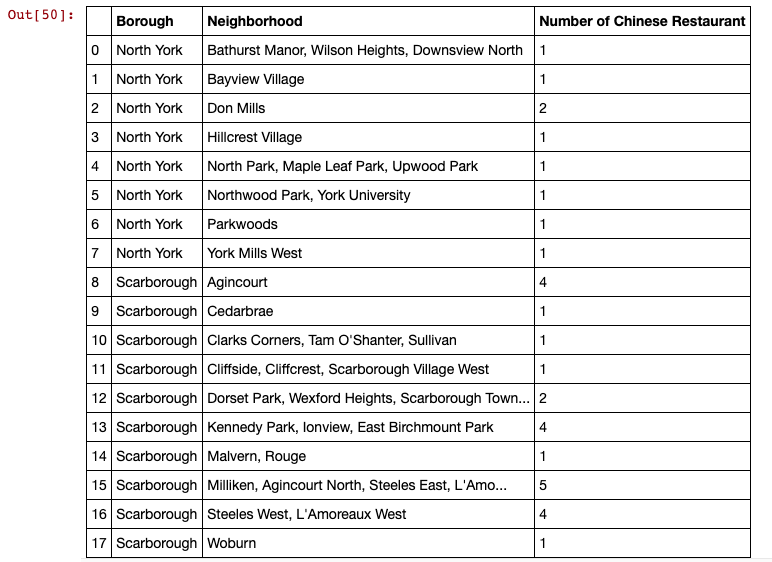 Out[50]:
Borough Neighborhood Number of Chinese Restaurant
0 North York Bathurst Manor, Wilson Heights, Downsview North 1
1 North York Bayview Village 1
2 North York Don Mills 2
3 North York Hillcrest Village 1
4 North York North Park, Maple Leaf Park, Upwood Park 1
5 North York Northwood Park, York University 1
6 North York Parkwoods 1
7 North York York Mills West 1
8 Scarborough Agincourt 4
9 Scarborough Cedarbrae 1
10 Scarborough Clarks Corners, Tam O'Shanter, Sullivan 1
11 Scarborough Cliffside, Cliffcrest, Scarborough Village West 1
12 Scarborough Dorset Park, Wexford Heights, Scarborough Town... 2
13 Scarborough Kennedy Park, Ionview, East Birchmount Park 4
14 Scarborough Malvern, Rouge 1
15 Scarborough Milliken, Agincourt North, Steeles East, L'Amo... 5
16 Scarborough Steeles West, L'Amoreaux West 4
17 Scarborough Woburn 1